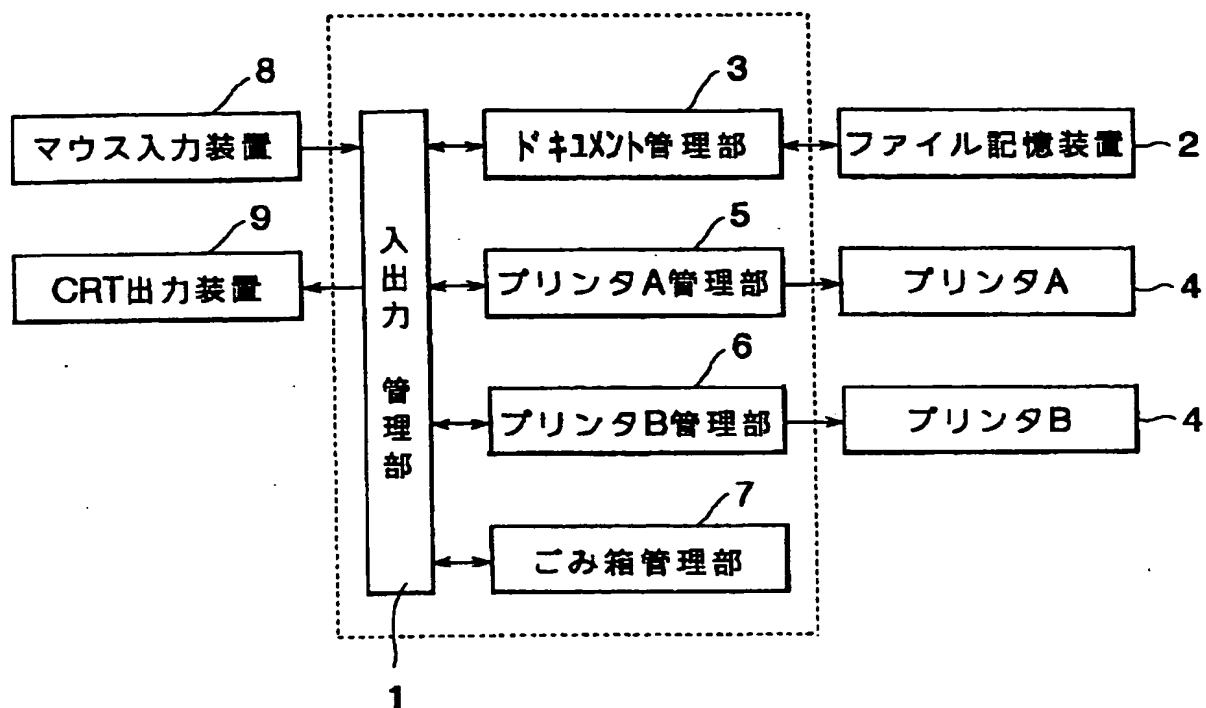 8
3
マウス入力装置
ドキュメント管理部
ファイル記憶装置
2
9
5
CRT出力装置
入出力管理部
プリンタA管理部
プリンタA
4
6
プリンタB管理部
プリンタB
4
7
ごみ箱管理部
1